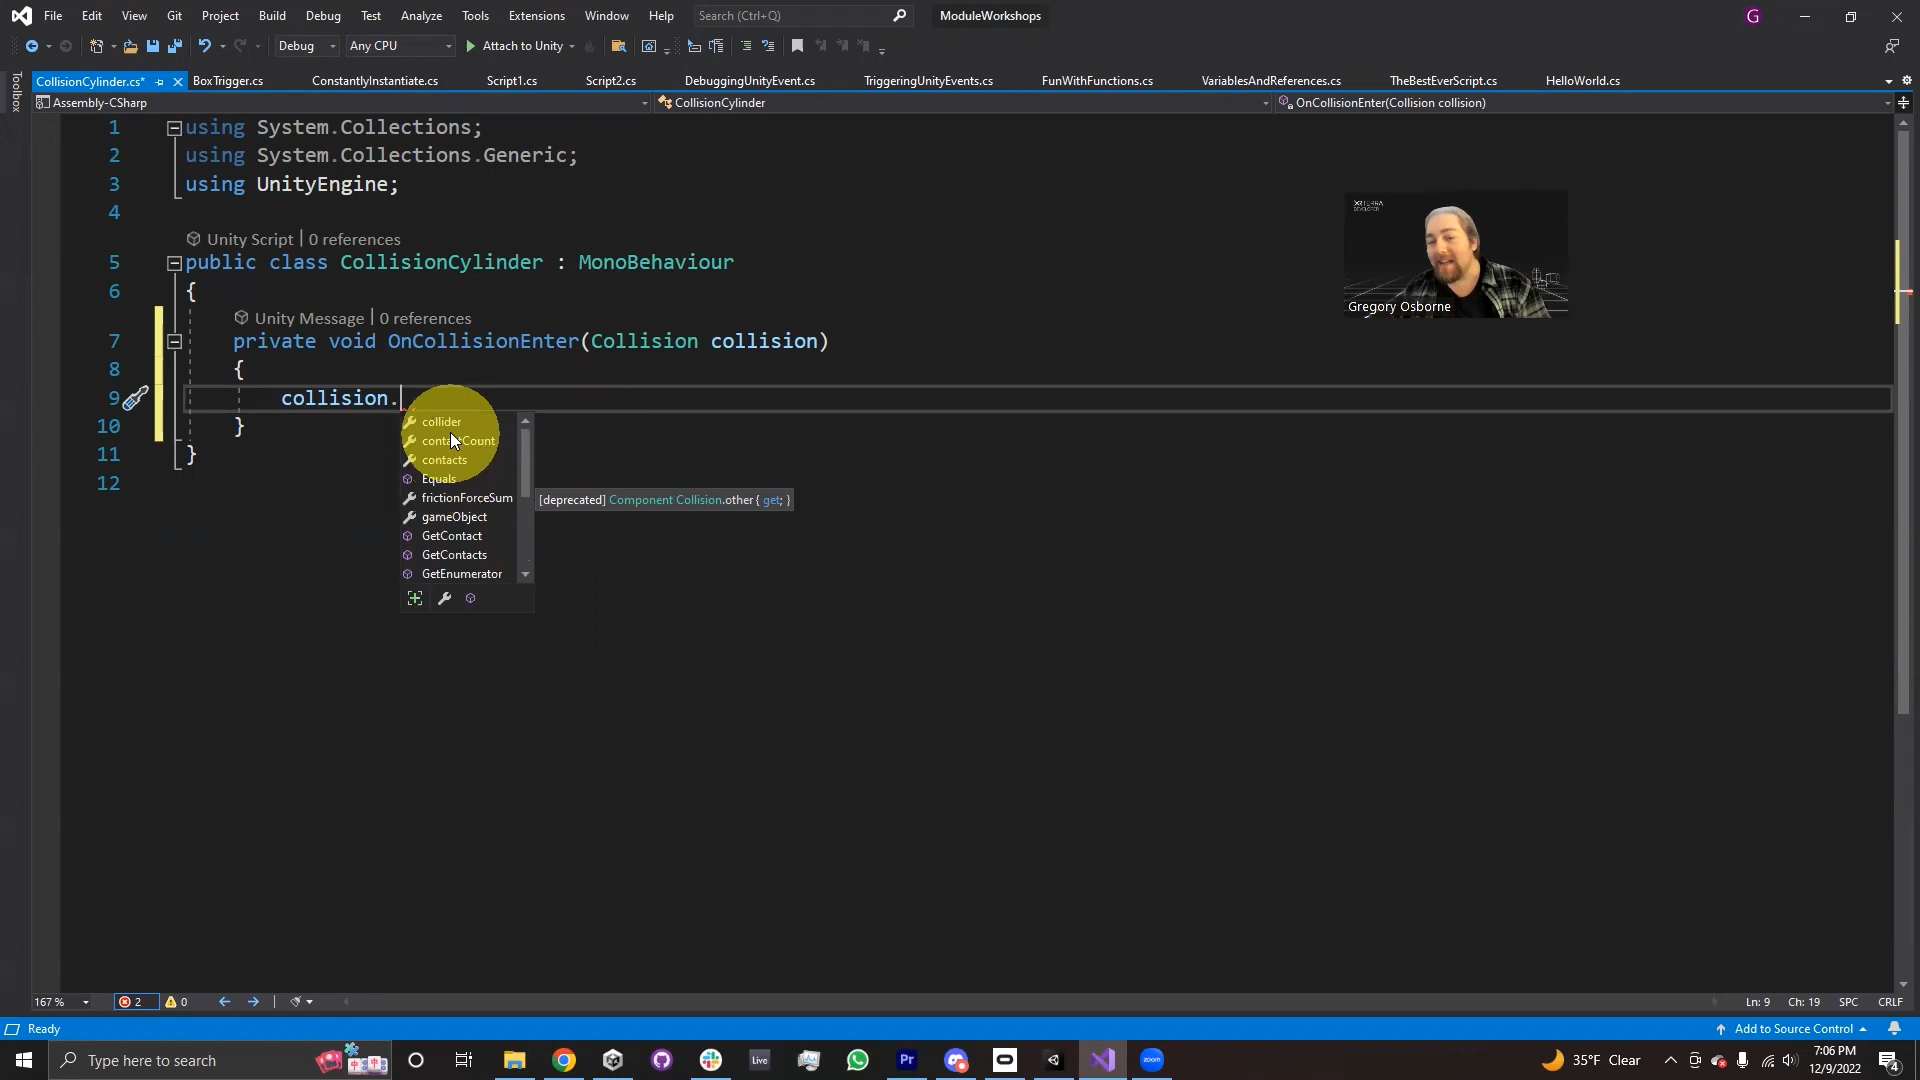 File Edit View Git Project Build Debug Test Analyze Tools Extensions Window Help Search (Ctrl+Q) ModuleWorkshops G
Debug Any CPU Attach to Unity
CollisionCylinder.cs* BoxTrigger.cs ConstantlyInstantiate.cs Script1.cs Script2.cs DebuggingUnityEvent.cs TriggeringUnityEvents.cs FunWithFunctions.cs VariablesAndReferences.cs TheBestEverScript.cs HelloWorld.cs
Toolbox
Assembly-CSharp CollisionCylinder OnCollisionEnter(Collision collision)
1 using System.Collections;
2 using System.Collections.Generic;
3 using UnityEngine;
4
Unity Script | 0 references
5 public class CollisionCylinder : MonoBehaviour
6 {
Unity Message | 0 references
7 private void OnCollisionEnter(Collision collision)
8 {
9 collision.
10 }
11 }
12
collider
contactCount
contacts
Equals
frictionForceSum
gameObject
GetContact
GetContacts
GetEnumerator
[deprecated] Component Collision.other { get; }
XRTERRA
DEVELOPER
Gregory Osborne
167 % 2 0 Ln: 9 Ch: 19 SPC CRLF
Ready Add to Source Control
Type here to search Live Pr zoom 35°F Clear 7:06 PM
12/9/2022 4